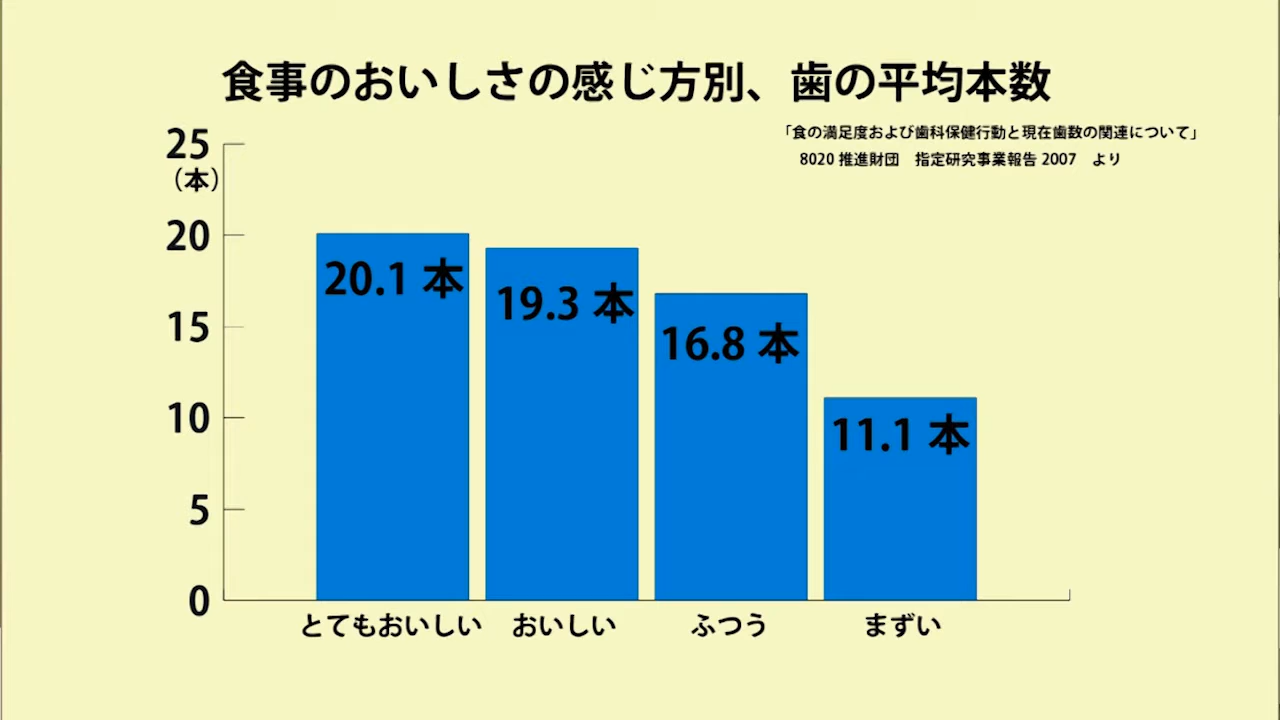 食事のおいしさの感じ方別、歯の平均本数
「食の満足度および歯科保健行動と現在歯数の関連について」
8020 推進財団　指定研究事業報告 2007　より
25
（本）
20
15
10
5
0
20.1 本
19.3 本
16.8 本
11.1 本
とてもおいしい
おいしい
ふつう
まずい